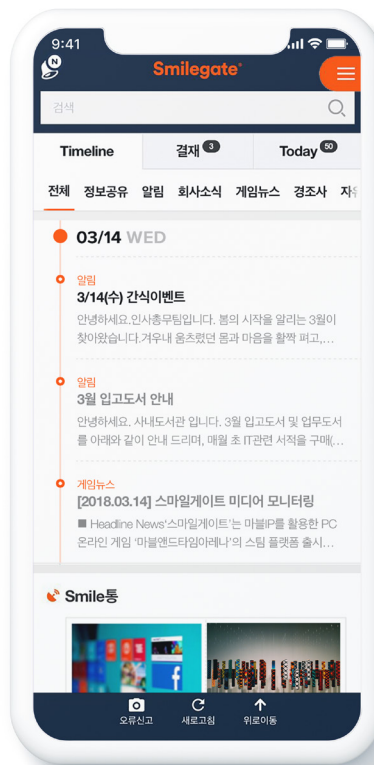 9:41
N
Smilegate
검색
Timeline
결재 3
Today 50
전체 정보공유 알림 회사소식 게임뉴스 경조사 자유
03/14 WED
알림
3/14(수) 간식이벤트
안녕하세요.인사총무팀입니다. 봄의 시작을 알리는 3월이
찾아왔습니다.겨우내 움츠렸던 몸과 마음을 활짝 펴고,...
알림
3월 입고도서 안내
안녕하세요. 사내도서관 입니다. 3월 입고도서 및 업무도서
를 아래와 같이 안내 드리며, 매월 초 IT관련 서적을 구매(...
게임뉴스
[2018.03.14] 스마일게이트 미디어 모니터링
■ Headline News‘스마일게이트’는 마블IP를 활용한 PC
온라인 게임 ‘마블앤드타임아레나’의 스팀 플랫폼 출시...
Smile통
오류신고 새로고침 위로이동